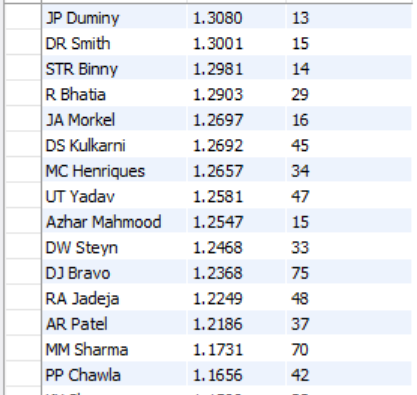 JP Duminy 1.3080 13
DR Smith 1.3001 15
STR Binny 1.2981 14
R Bhatia 1.2903 29
JA Morkel 1.2697 16
DS Kulkarni 1.2692 45
MC Henriques 1.2657 34
UT Yadav 1.2581 47
Azhar Mahmood 1.2547 15
DW Steyn 1.2468 33
DJ Bravo 1.2368 75
RA Jadeja 1.2249 48
AR Patel 1.2186 37
MM Sharma 1.1731 70
PP Chawla 1.1656 42